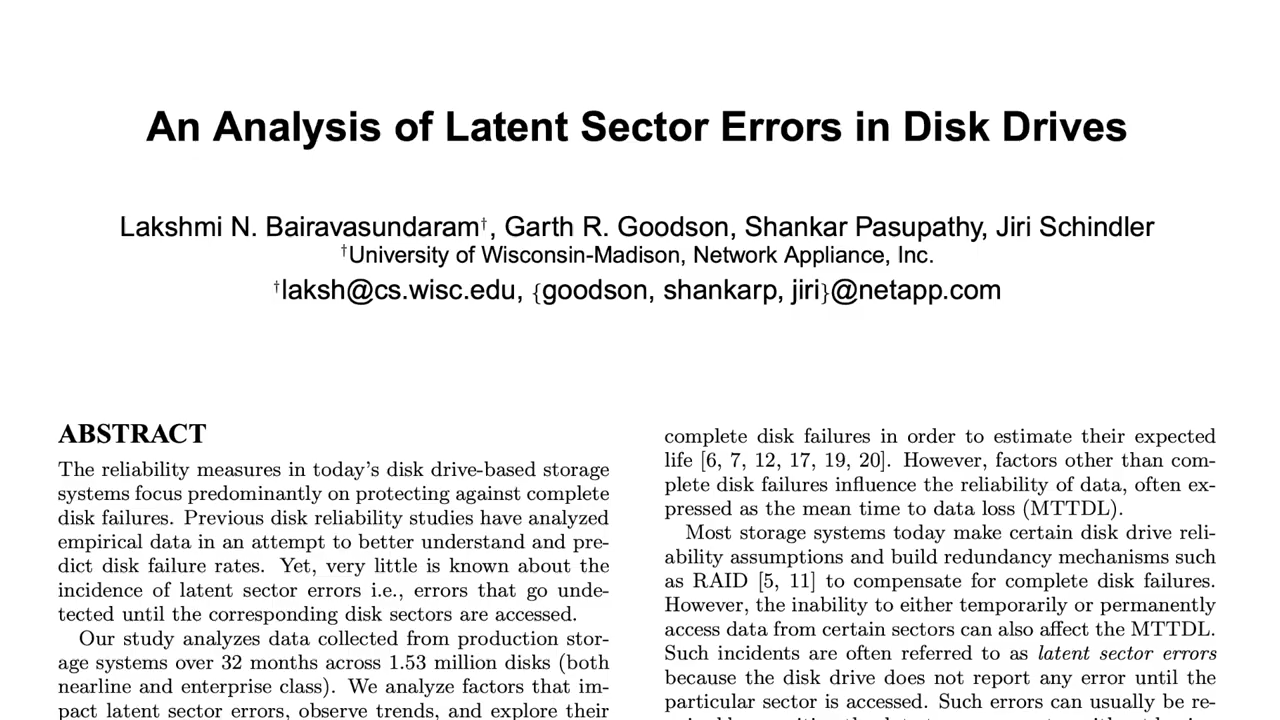 An Analysis of Latent Sector Errors in Disk Drives
Lakshmi N. Bairavasundaram†, Garth R. Goodson, Shankar Pasupathy, Jiri Schindler
†University of Wisconsin-Madison, Network Appliance, Inc.
†laksh@cs.wisc.edu, {goodson, shankarp, jiri}@netapp.com
ABSTRACT
The reliability measures in today's disk drive-based storage
systems focus predominantly on protecting against complete
disk failures. Previous disk reliability studies have analyzed
empirical data in an attempt to better understand and pre-
dict disk failure rates. Yet, very little is known about the
incidence of latent sector errors i.e., errors that go unde-
tected until the corresponding disk sectors are accessed.
Our study analyzes data collected from production stor-
age systems over 32 months across 1.53 million disks (both
nearline and enterprise class). We analyze factors that im-
pact latent sector errors, observe trends, and explore their
complete disk failures in order to estimate their expected
life [6, 7, 12, 17, 19, 20]. However, factors other than com-
plete disk failures influence the reliability of data, often ex-
pressed as the mean time to data loss (MTTDL).
Most storage systems today make certain disk drive reli-
ability assumptions and build redundancy mechanisms such
as RAID [5, 11] to compensate for complete disk failures.
However, the inability to either temporarily or permanently
access data from certain sectors can also affect the MTTDL.
Such incidents are often referred to as latent sector errors
because the disk drive does not report any error until the
particular sector is accessed. Such errors can usually be re-